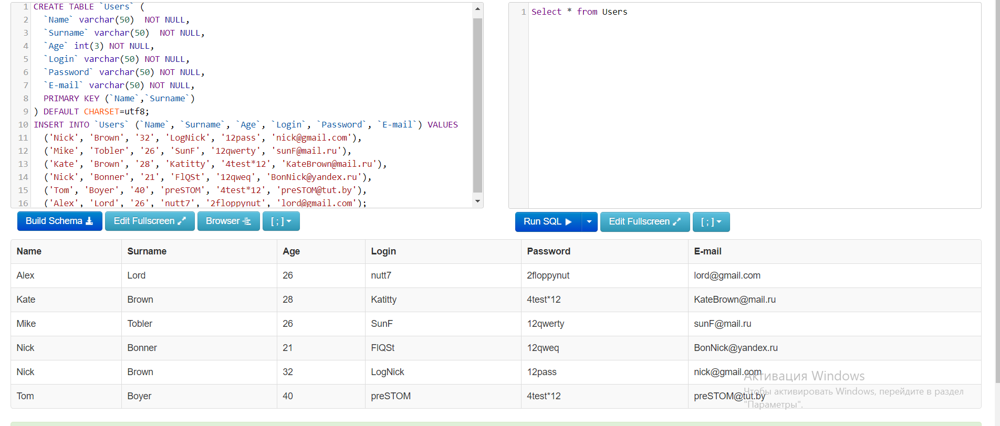 1 CREATE TABLE `Users` (
2 `Name` varchar(50)  NOT NULL,
3 `Surname` varchar(50)  NOT NULL,
4 `Age` int(3) NOT NULL,
5 `Login` varchar(50) NOT NULL,
6 `Password` varchar(50) NOT NULL,
7 `E-mail` varchar(50) NOT NULL,
8 PRIMARY KEY (`Name`,`Surname`)
9 ) DEFAULT CHARSET=utf8;
10 INSERT INTO `Users` (`Name`, `Surname`, `Age`, `Login`, `Password`, `E-mail`) VALUES
11 ('Nick', 'Brown', '32', 'LogNick', '12pass', 'nick@gmail.com'),
12 ('Mike', 'Tobler', '26', 'SunF', '12qwerty', 'sunF@mail.ru'),
13 ('Kate', 'Brown', '28', 'Katitty', '4test*12', 'KateBrown@mail.ru'),
14 ('Nick', 'Bonner', '21', 'FlQSt', '12qweq', 'BonNick@yandex.ru'),
15 ('Tom', 'Boyer', '40', 'preSTOM', '4test*12', 'preSTOM@tut.by'),
16 ('Alex', 'Lord', '26', 'nutt7', '2floppynut', 'lord@gmail.com');
1 Select * from Users
Build Schema Edit Fullscreen Browser [ ; ]
Run SQL Edit Fullscreen [ ; ]
Name Surname Age Login Password E-mail
Alex Lord 26 nutt7 2floppynut lord@gmail.com
Kate Brown 28 Katitty 4test*12 KateBrown@mail.ru
Mike Tobler 26 SunF 12qwerty sunF@mail.ru
Nick Bonner 21 FlQSt 12qweq BonNick@yandex.ru
Nick Brown 32 LogNick 12pass nick@gmail.com
Tom Boyer 40 preSTOM 4test*12 preSTOM@tut.by
Активация Windows
Чтобы активировать Windows, перейдите в раздел
"Параметры".